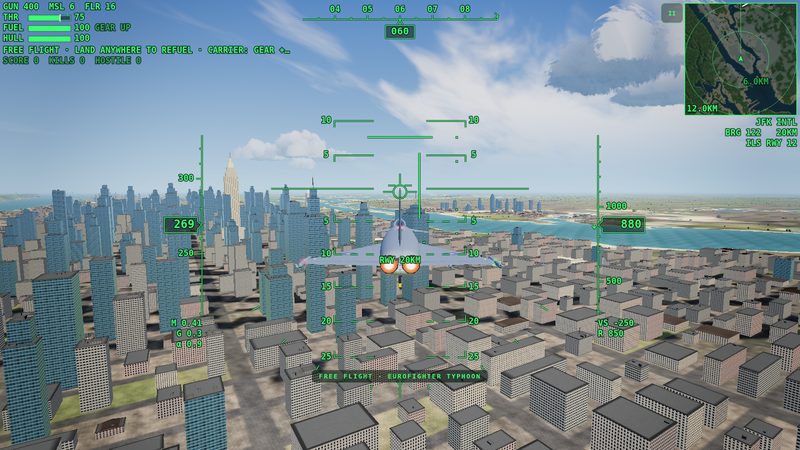 GUN 400 MSL 6 FLR 16
THR 75
FUEL 100 GEAR UP
HULL 100
FREE FLIGHT · LAND ANYWHERE TO REFUEL · CARRIER: GEAR +…
SCORE 0 KILLS 0 HOSTILE 0
04 05 06 07 08
060
6.0KM
12.0KM
JFK INTL
BRG 122 20KM
ILS RWY 12
10 10
5 5
300
269
250
1000
880
500
5 5
10 10
RWY 20KM
15 15
20 20
25 25
M 0.41
G 0.3
α 0.9
VS -250
R 850
FREE FLIGHT · EUROFIGHTER TYPHOON